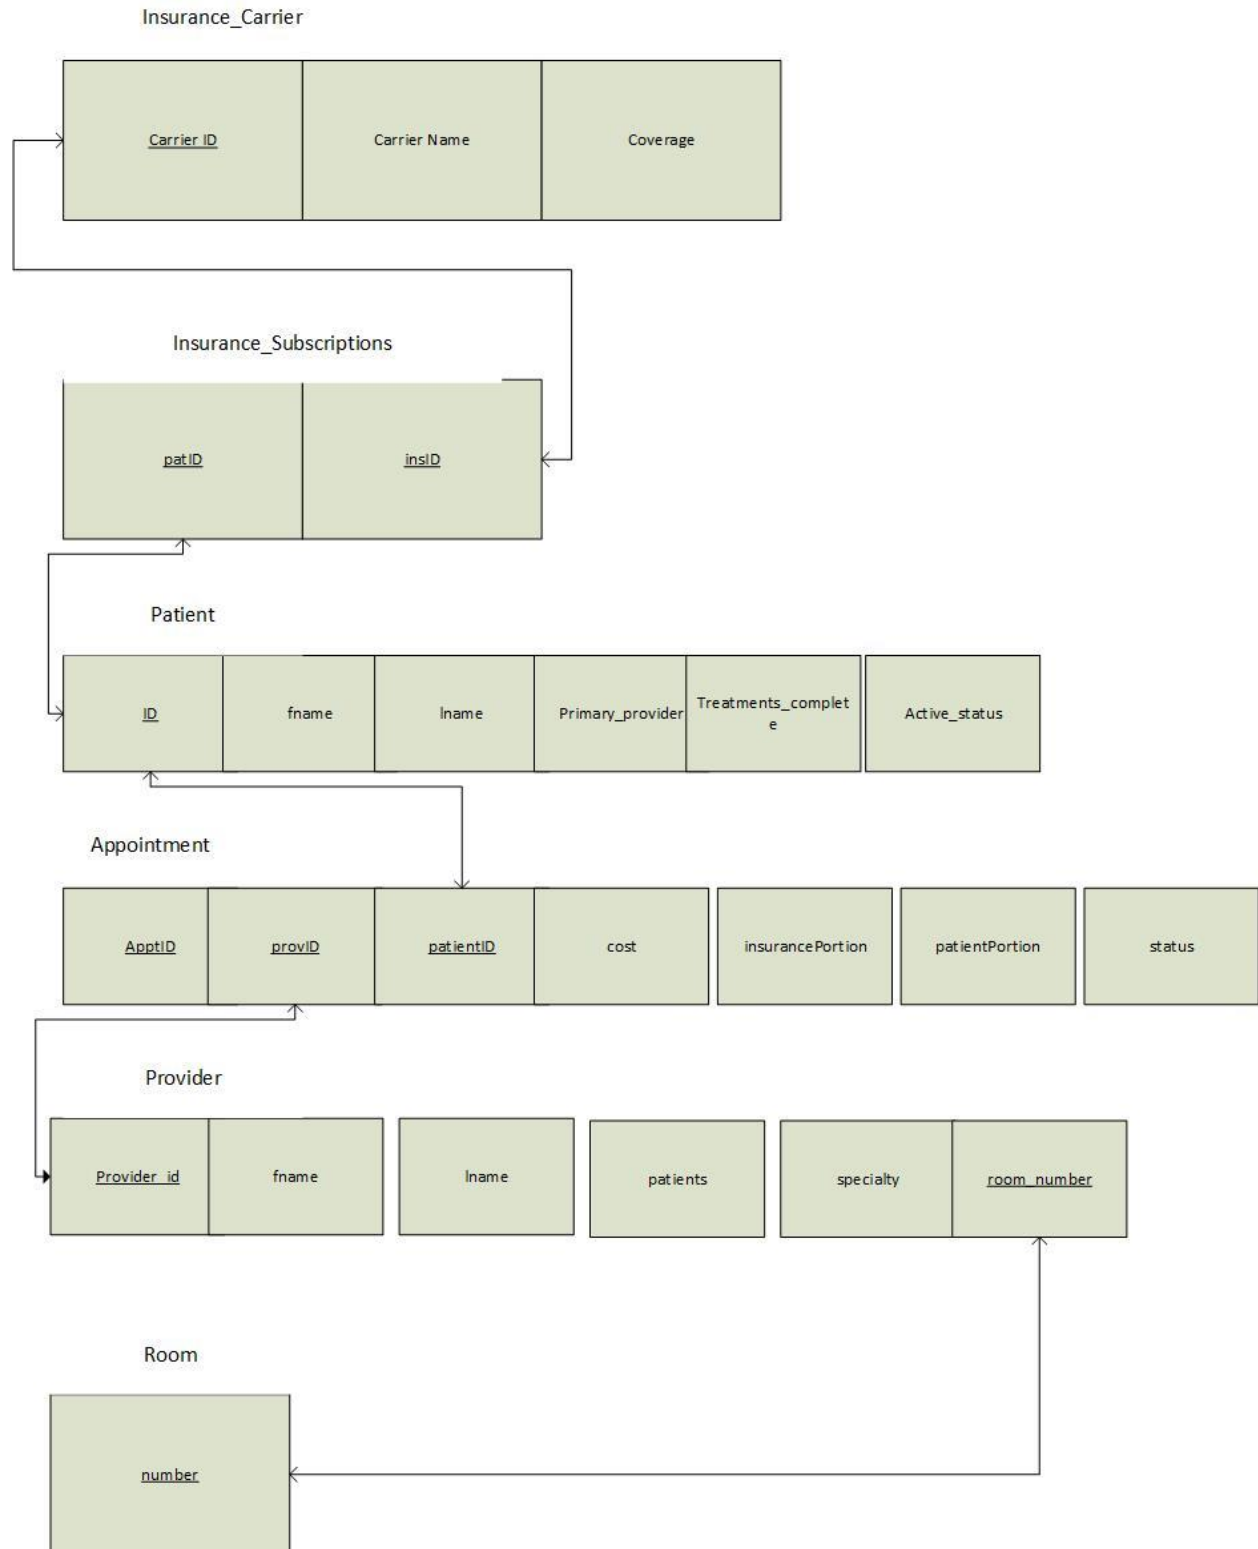 Insurance_Carrier
Carrier ID
Carrier Name
Coverage
Insurance_Subscriptions
patID
insID
Patient
ID
fname
lname
Primary_provider
Treatments_complet
e
Active_status
Appointment
ApptID
provID
patientID
cost
insurancePortion
patientPortion
status
Provider
Provider_id
fname
lname
patients
specialty
room_number
Room
number